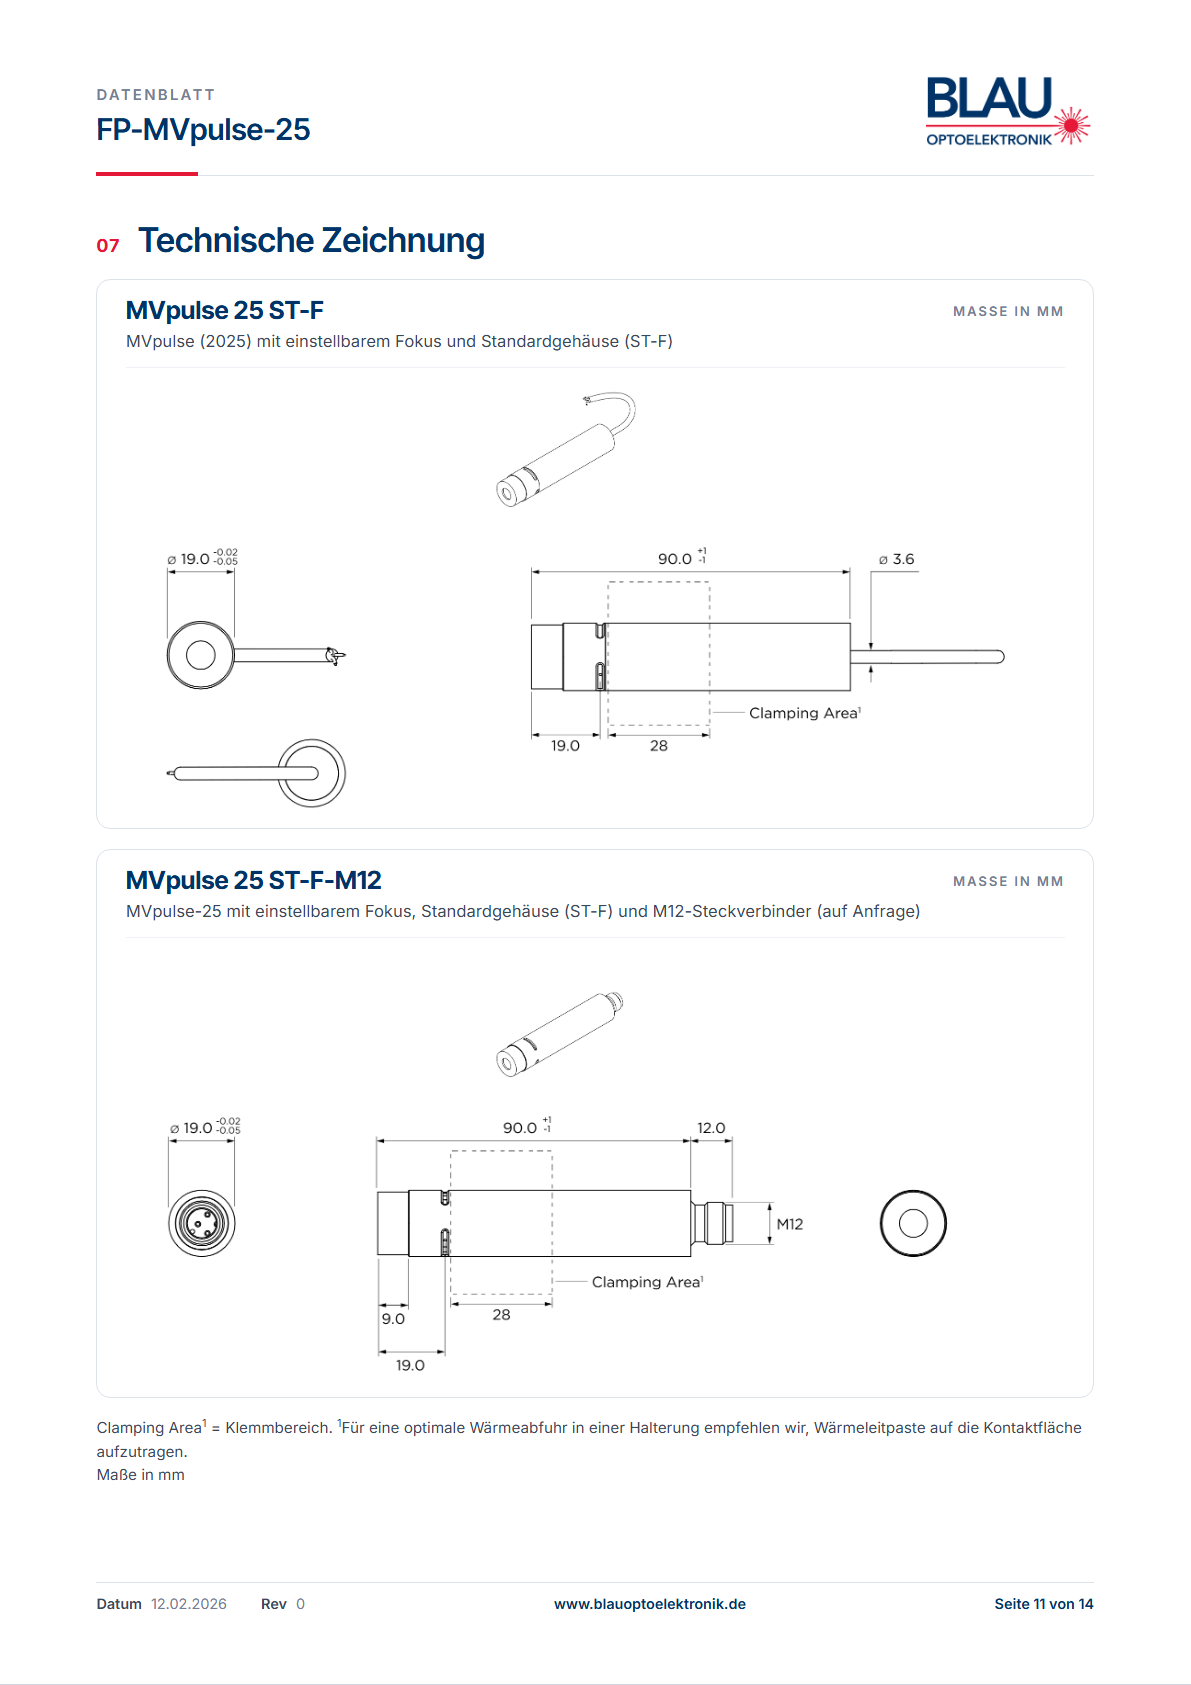 DATENBLATT
FP-MVpulse-25
BLAU
OPTOELEKTRONIK
07 Technische Zeichnung
MVpulse 25 ST-F
MASSE IN MM
MVpulse (2025) mit einstellbarem Fokus und Standardgehäuse (ST-F)
⌀ 19.0 -0.02 -0.05
90.0 +1 -1
⌀ 3.6
Clamping Area¹
19.0
28
MVpulse 25 ST-F-M12
MASSE IN MM
MVpulse-25 mit einstellbarem Fokus, Standardgehäuse (ST-F) und M12-Steckverbinder (auf Anfrage)
⌀ 19.0 -0.02 -0.05
90.0 +1 -1
12.0
M12
Clamping Area¹
9.0
28
19.0
Clamping Area¹ = Klemmbereich. ¹Für eine optimale Wärmeabfuhr in einer Halterung empfehlen wir, Wärmeleitpaste auf die Kontaktfläche
aufzutragen.
Maße in mm
Datum 12.02.2026 Rev 0
www.blauoptoelektronik.de
Seite 11 von 14